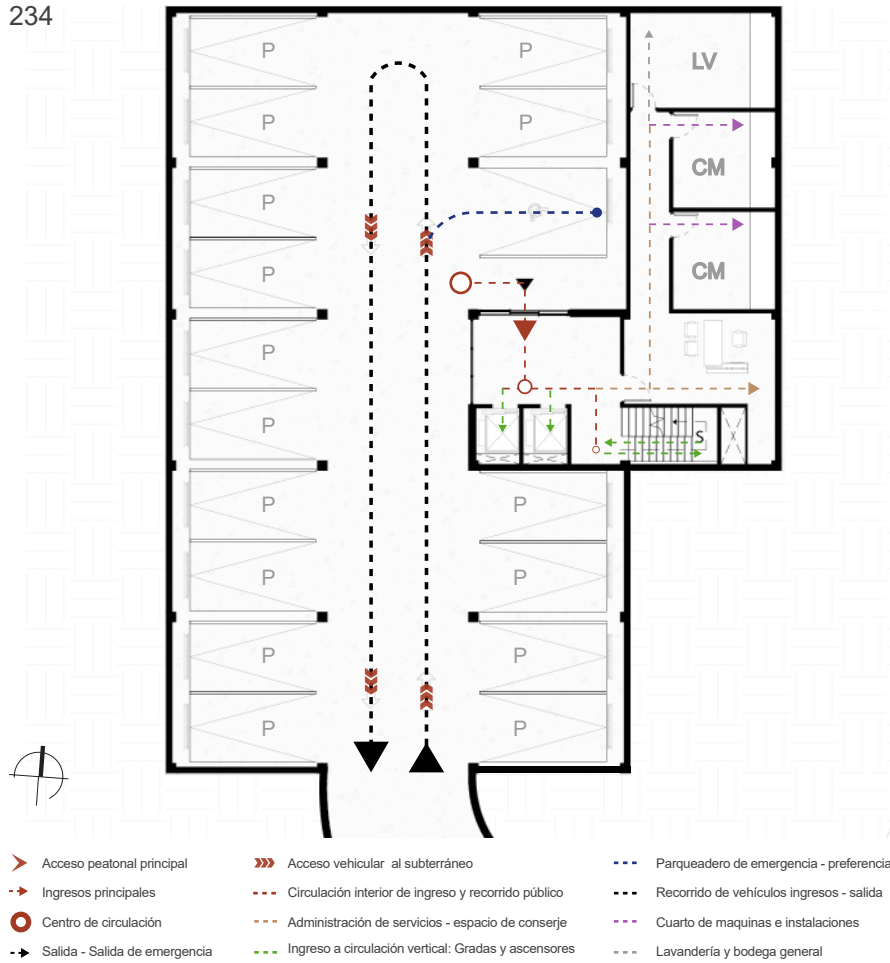 234
P P LV
P P
CM
P
P CM
P
P
S
P P
P P
P P
P P
Acceso peatonal principal
Acceso vehicular al subterráneo
Parqueadero de emergencia - preferencia
Ingresos principales
Circulación interior de ingreso y recorrido público
Recorrido de vehículos ingresos - salida
Centro de circulación
Administración de servicios - espacio de conserje
Cuarto de maquinas e instalaciones
Salida - Salida de emergencia
Ingreso a circulación vertical: Gradas y ascensores
Lavandería y bodega general